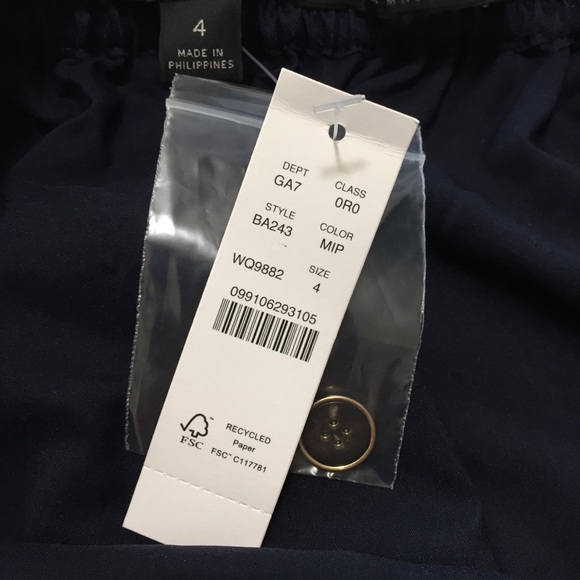 4
MADE IN
PHILIPPINES
DEPT CLASS
GA7 0R0
STYLE COLOR
BA243 MIP
WQ9882 SIZE
4
099106293105
FSC
RECYCLED
Paper
FSC™ C117781